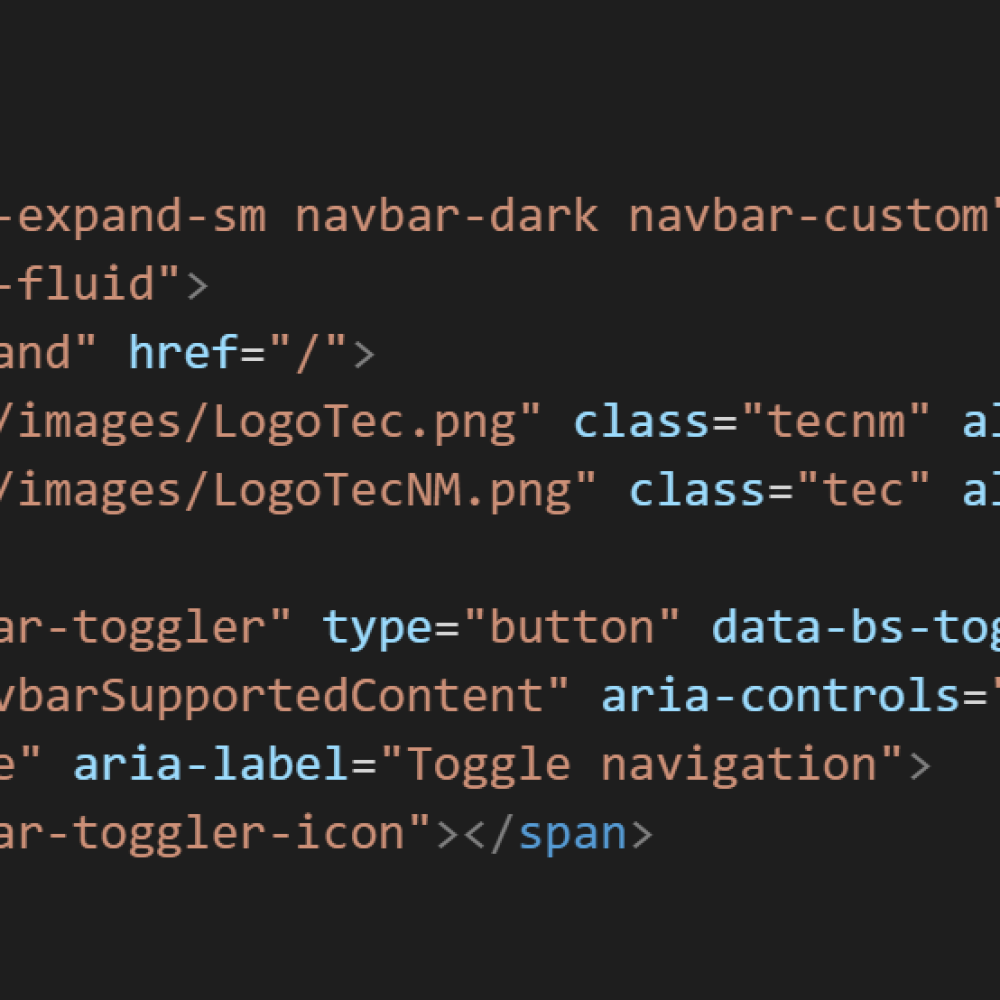 -expand-sm navbar-dark navbar-custom"
-fluid">
and" href="/">
/images/LogoTec.png" class="tecnm" al
/images/LogoTecNM.png" class="tec" al
ar-toggler" type="button" data-bs-tog
vbarSupportedContent" aria-controls="
e" aria-label="Toggle navigation">
ar-toggler-icon"></span>